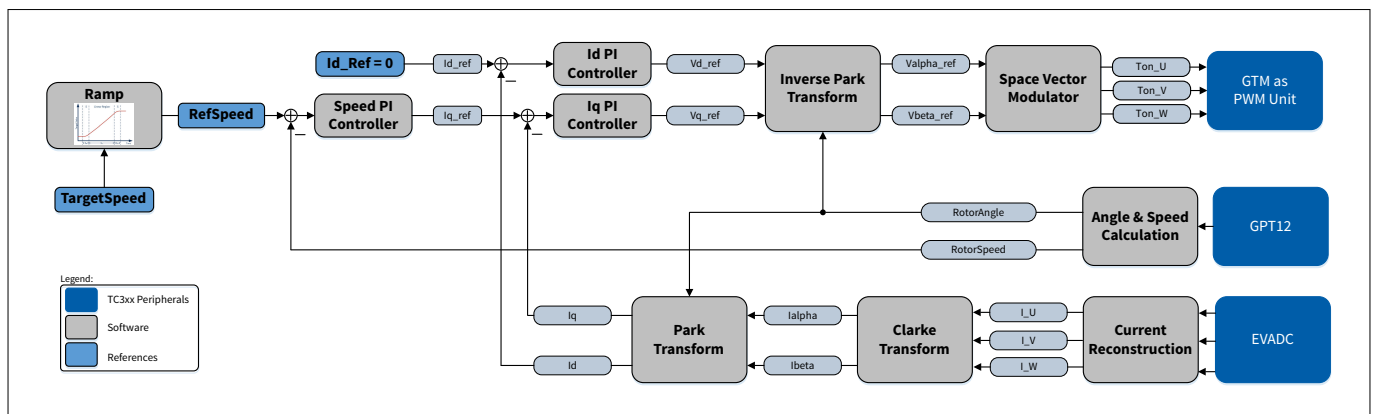 Id_Ref = 0
Id_ref
Id PI
Controller
Vd_ref
Inverse Park
Transform
Valpha_ref
Space Vector
Modulator
Ton_U
Ton_V
Ton_W
GTM as
PWM Unit
Ramp
RefSpeed
Speed PI
Controller
Iq_ref
Iq PI
Controller
Vq_ref
Vbeta_ref
TargetSpeed
RotorAngle
RotorSpeed
Angle & Speed
Calculation
GPT12
Legend:
TC3xx Peripherals
Software
References
Iq
Id
Park
Transform
Ialpha
Ibeta
Clarke
Transform
I_U
I_V
I_W
Current
Reconstruction
EVADC